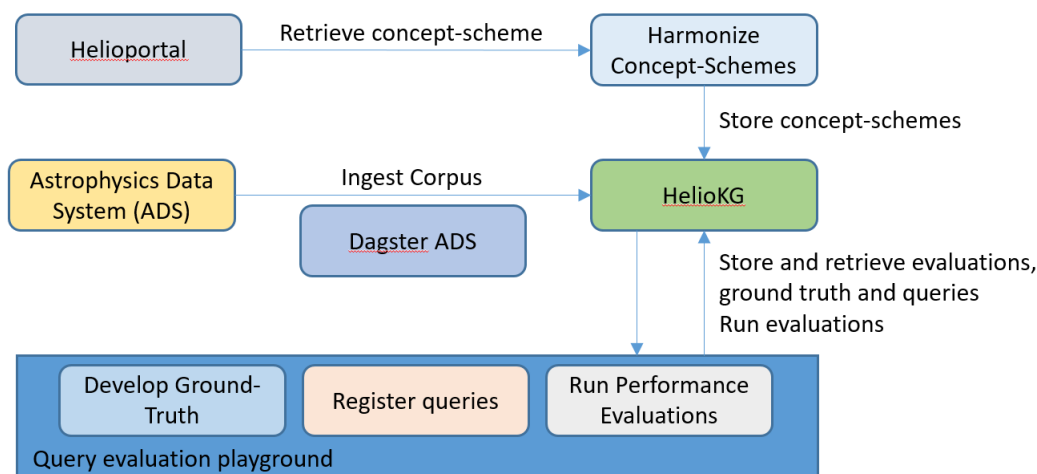 Helioportal
Retrieve concept-scheme
Harmonize
Concept-Schemes
Store concept-schemes
Astrophysics Data
System (ADS)
Ingest Corpus
HelioKG
Dagster ADS
Store and retrieve evaluations,
ground truth and queries
Run evaluations
Develop Ground-
Truth
Register queries
Run Performance
Evaluations
Query evaluation playground